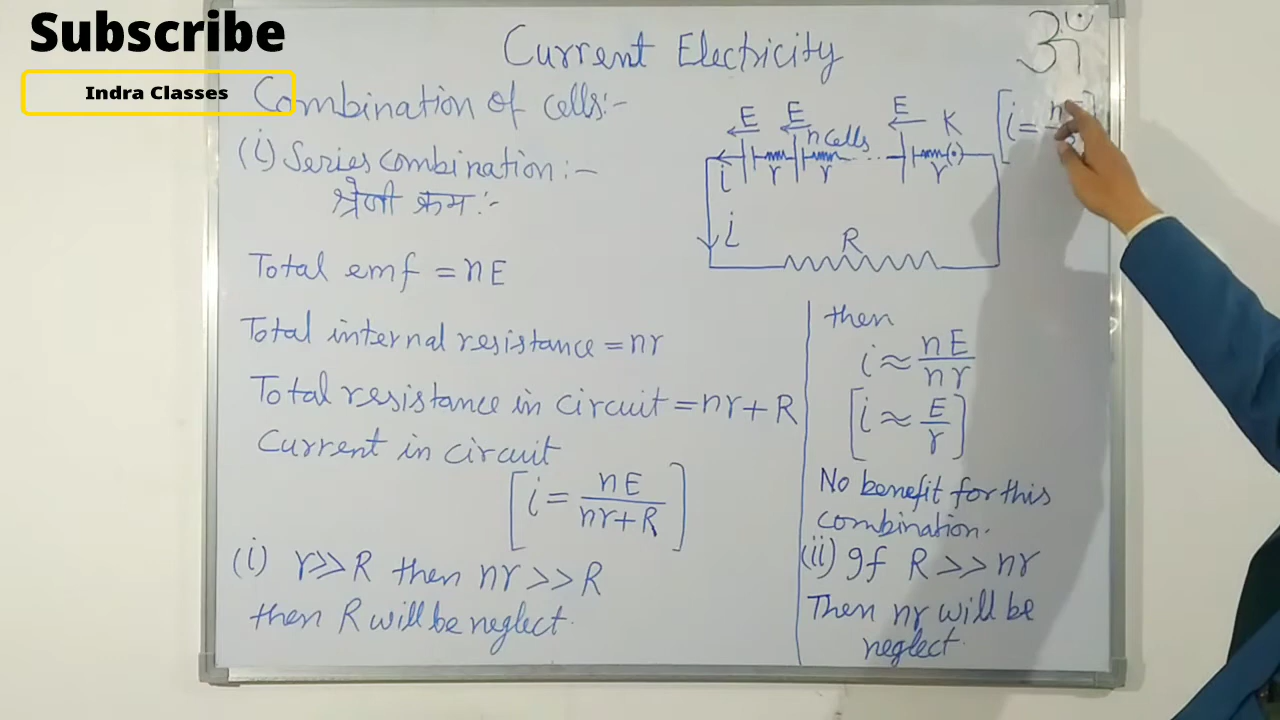 Subscribe
Indra Classes
Current Electricity
Combination of cells:-
(i) Series combination:-
श्रेणी क्रम:-
Total emf = nE
Total internal resistance = nr
Total resistance in circuit = nr + R
Current in circuit
[i = nE / (nr + R)]
(i) r >> R then nr >> R
then R will be neglect.
E E E K
n cells
i r r r
i
R
then
i ≈ nE / nr
[i ≈ E / r]
No benefit for this
combination.
(ii) If R >> nr
Then nr will be
neglect.